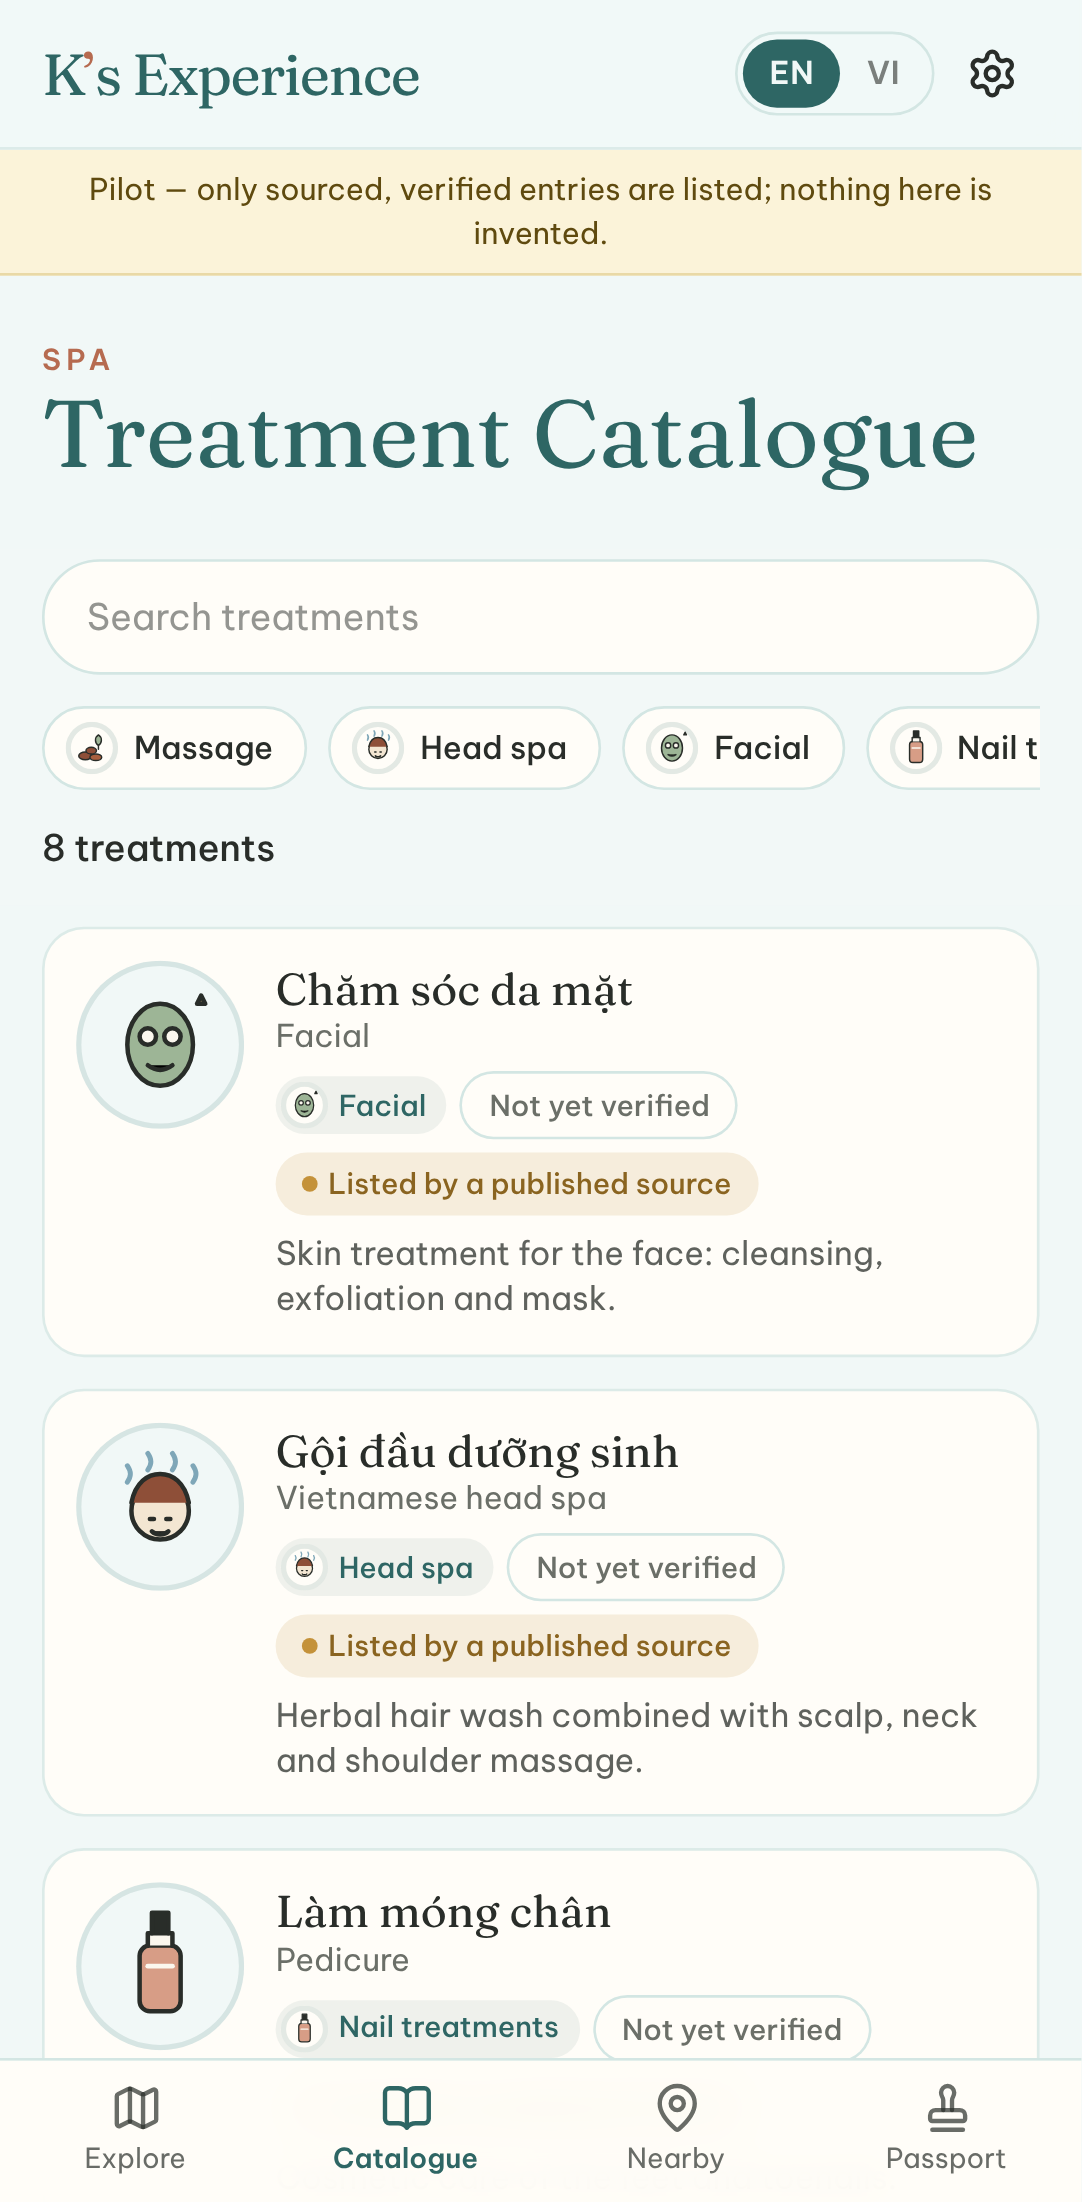 K's Experience
EN VI
Pilot — only sourced, verified entries are listed; nothing here is
invented.
SPA
Treatment Catalogue
Search treatments
Massage Head spa Facial Nail t
8 treatments
Chăm sóc da mặt
Facial
Facial Not yet verified
Listed by a published source
Skin treatment for the face: cleansing,
exfoliation and mask.
Gội đầu dưỡng sinh
Vietnamese head spa
Head spa Not yet verified
Listed by a published source
Herbal hair wash combined with scalp, neck
and shoulder massage.
Làm móng chân
Pedicure
Nail treatments Not yet verified
Explore Catalogue Nearby Passport